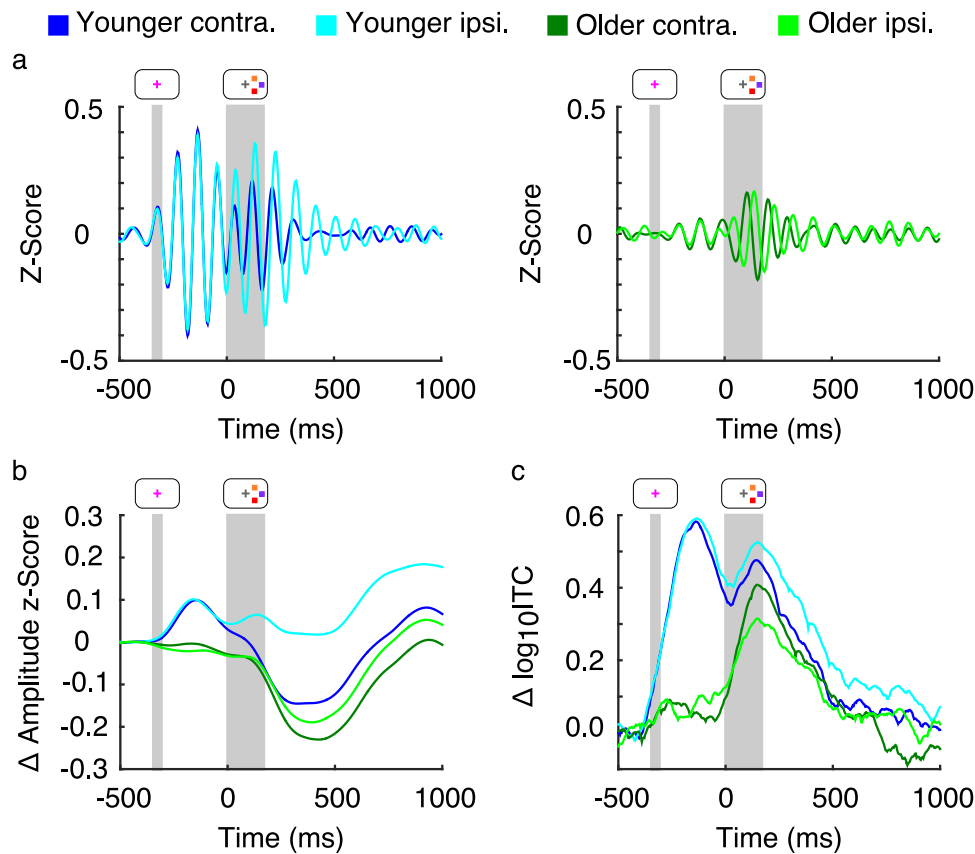 Younger contra. Younger ipsi. Older contra. Older ipsi.
a
0.5 0.5
Z-Score Z-Score
0 0
-0.5 -0.5
-500 0 500 1000 -500 0 500 1000
Time (ms) Time (ms)
b c
0.3 0.6
0.2
0.1 0.4
0
-0.1 0.2
-0.2 0.0
-0.3
Δ Amplitude z-Score Δ log10ITC
-500 0 500 1000 -500 0 500 1000
Time (ms) Time (ms)